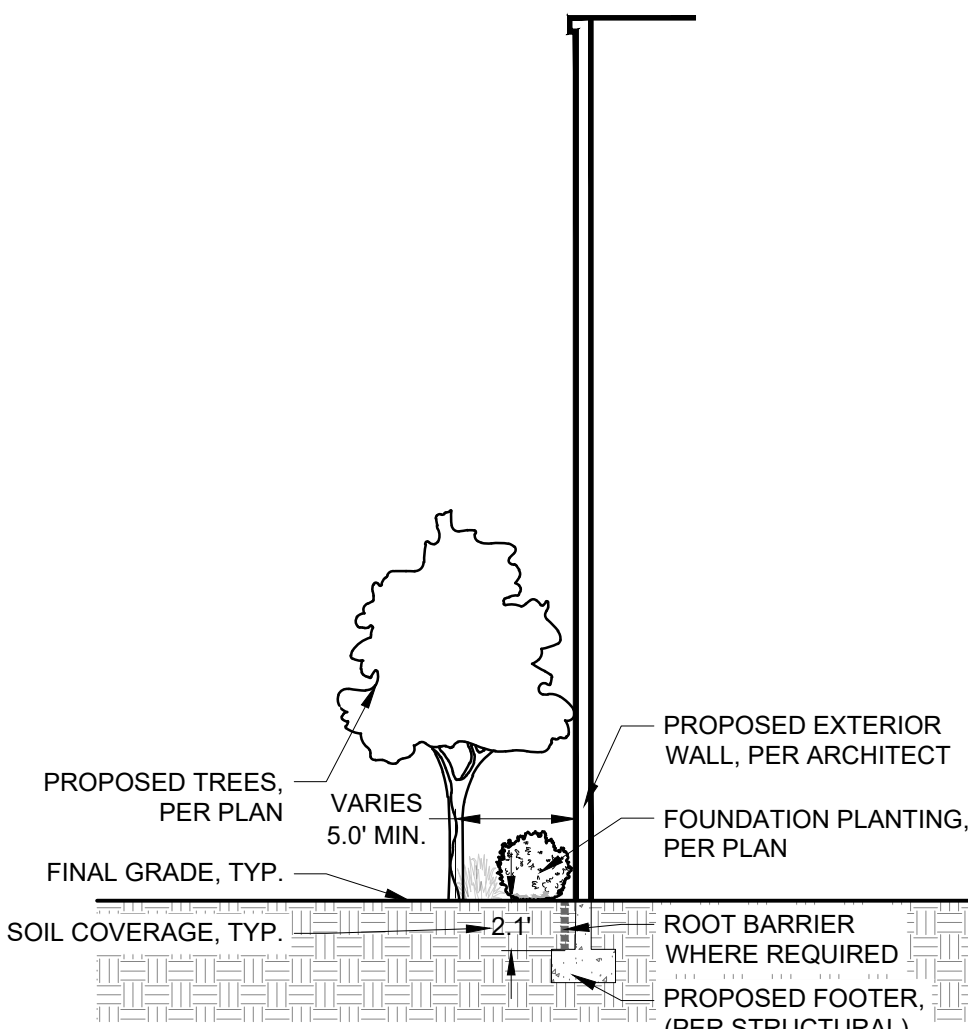 PROPOSED EXTERIOR
WALL, PER ARCHITECT
PROPOSED TREES,
PER PLAN
VARIES
5.0' MIN.
FOUNDATION PLANTING,
PER PLAN
FINAL GRADE, TYP.
SOIL COVERAGE, TYP.
2.1'
ROOT BARRIER
WHERE REQUIRED
PROPOSED FOOTER,
(PER STRUCTURAL)